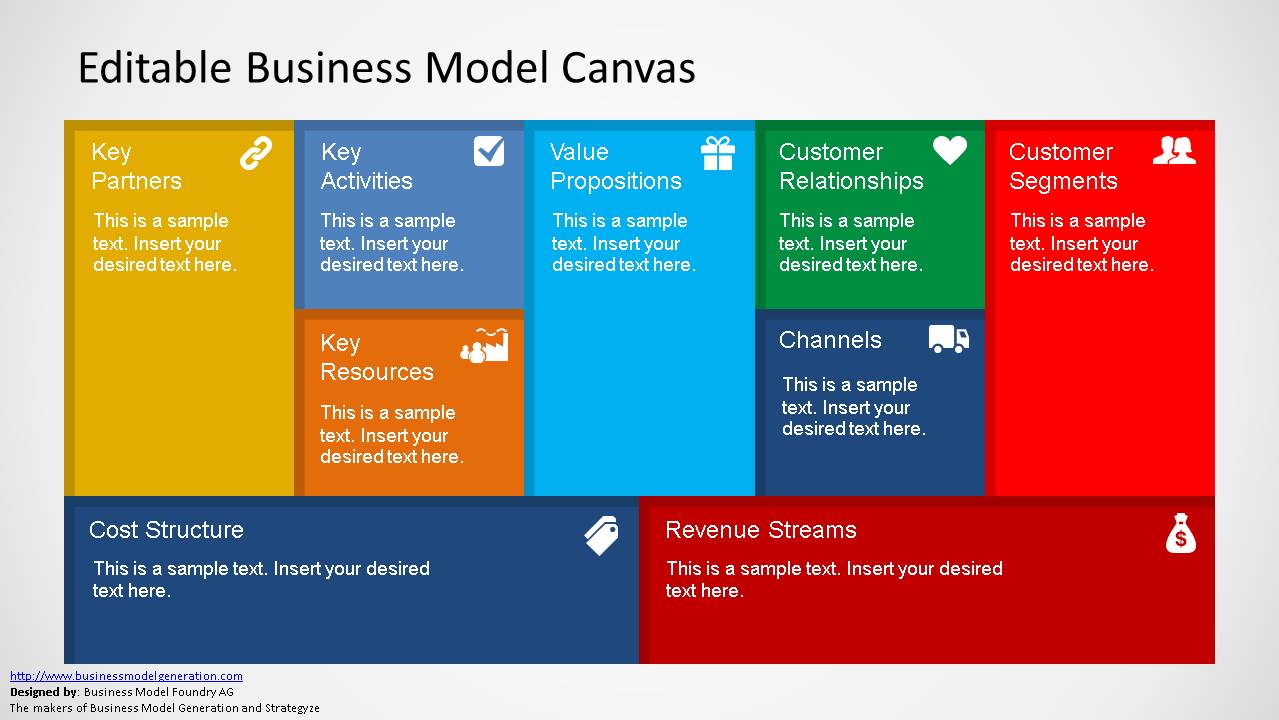 Editable Business Model Canvas
Key
Partners
This is a sample
text. Insert your
desired text here.
Key
Activities
This is a sample
text. Insert your
desired text here.
Key
Resources
This is a sample
text. Insert your
desired text here.
Value
Propositions
This is a sample
text. Insert your
desired text here.
Customer
Relationships
This is a sample
text. Insert your
desired text here.
Channels
This is a sample
text. Insert your
desired text here.
Customer
Segments
This is a sample
text. Insert your
desired text here.
Cost Structure
This is a sample text. Insert your desired
text here.
Revenue Streams
$
This is a sample text. Insert your desired
text here.
http://www.businessmodelgeneration.com
Designed by: Business Model Foundry AG
The makers of Business Model Generation and Strategyze